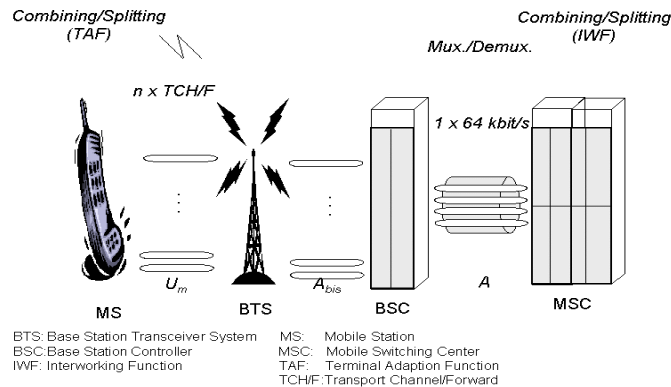 Combining/Splitting
(TAF)
Combining/Splitting
(IWF)
Mux./Demux.
n x TCH/F
1 x 64 kbit/s
...
...
Um
Abis
A
MS
BTS
BSC
MSC
BTS: Base Station Transceiver System
BSC:Base Station Controller
IWF: Interworking Function
MS: Mobile Station
MSC: Mobile Switching Center
TAF: Terminal Adaption Function
TCH/F:Transport Channel/Forward